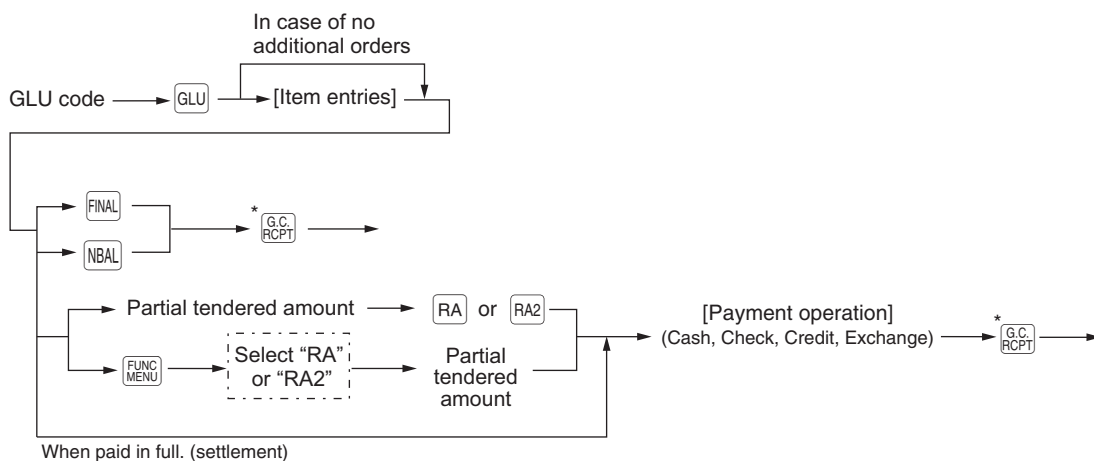 In case of no
additional orders
GLU code
GLU
[Item entries]
FINAL
NBAL
*
G.C.
RCPT
Partial tendered amount
RA or RA2
FUNC
MENU
Select “RA”
or “RA2”
Partial
tendered
amount
[Payment operation]
(Cash, Check, Credit, Exchange)
*
G.C.
RCPT
When paid in full. (settlement)